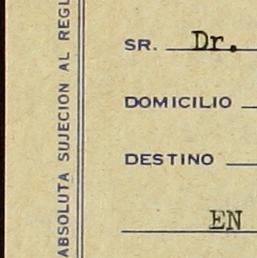 ABSOLUTA SUJECION AL REGL
SR. Dr.
DOMICILIO
DESTINO
EN